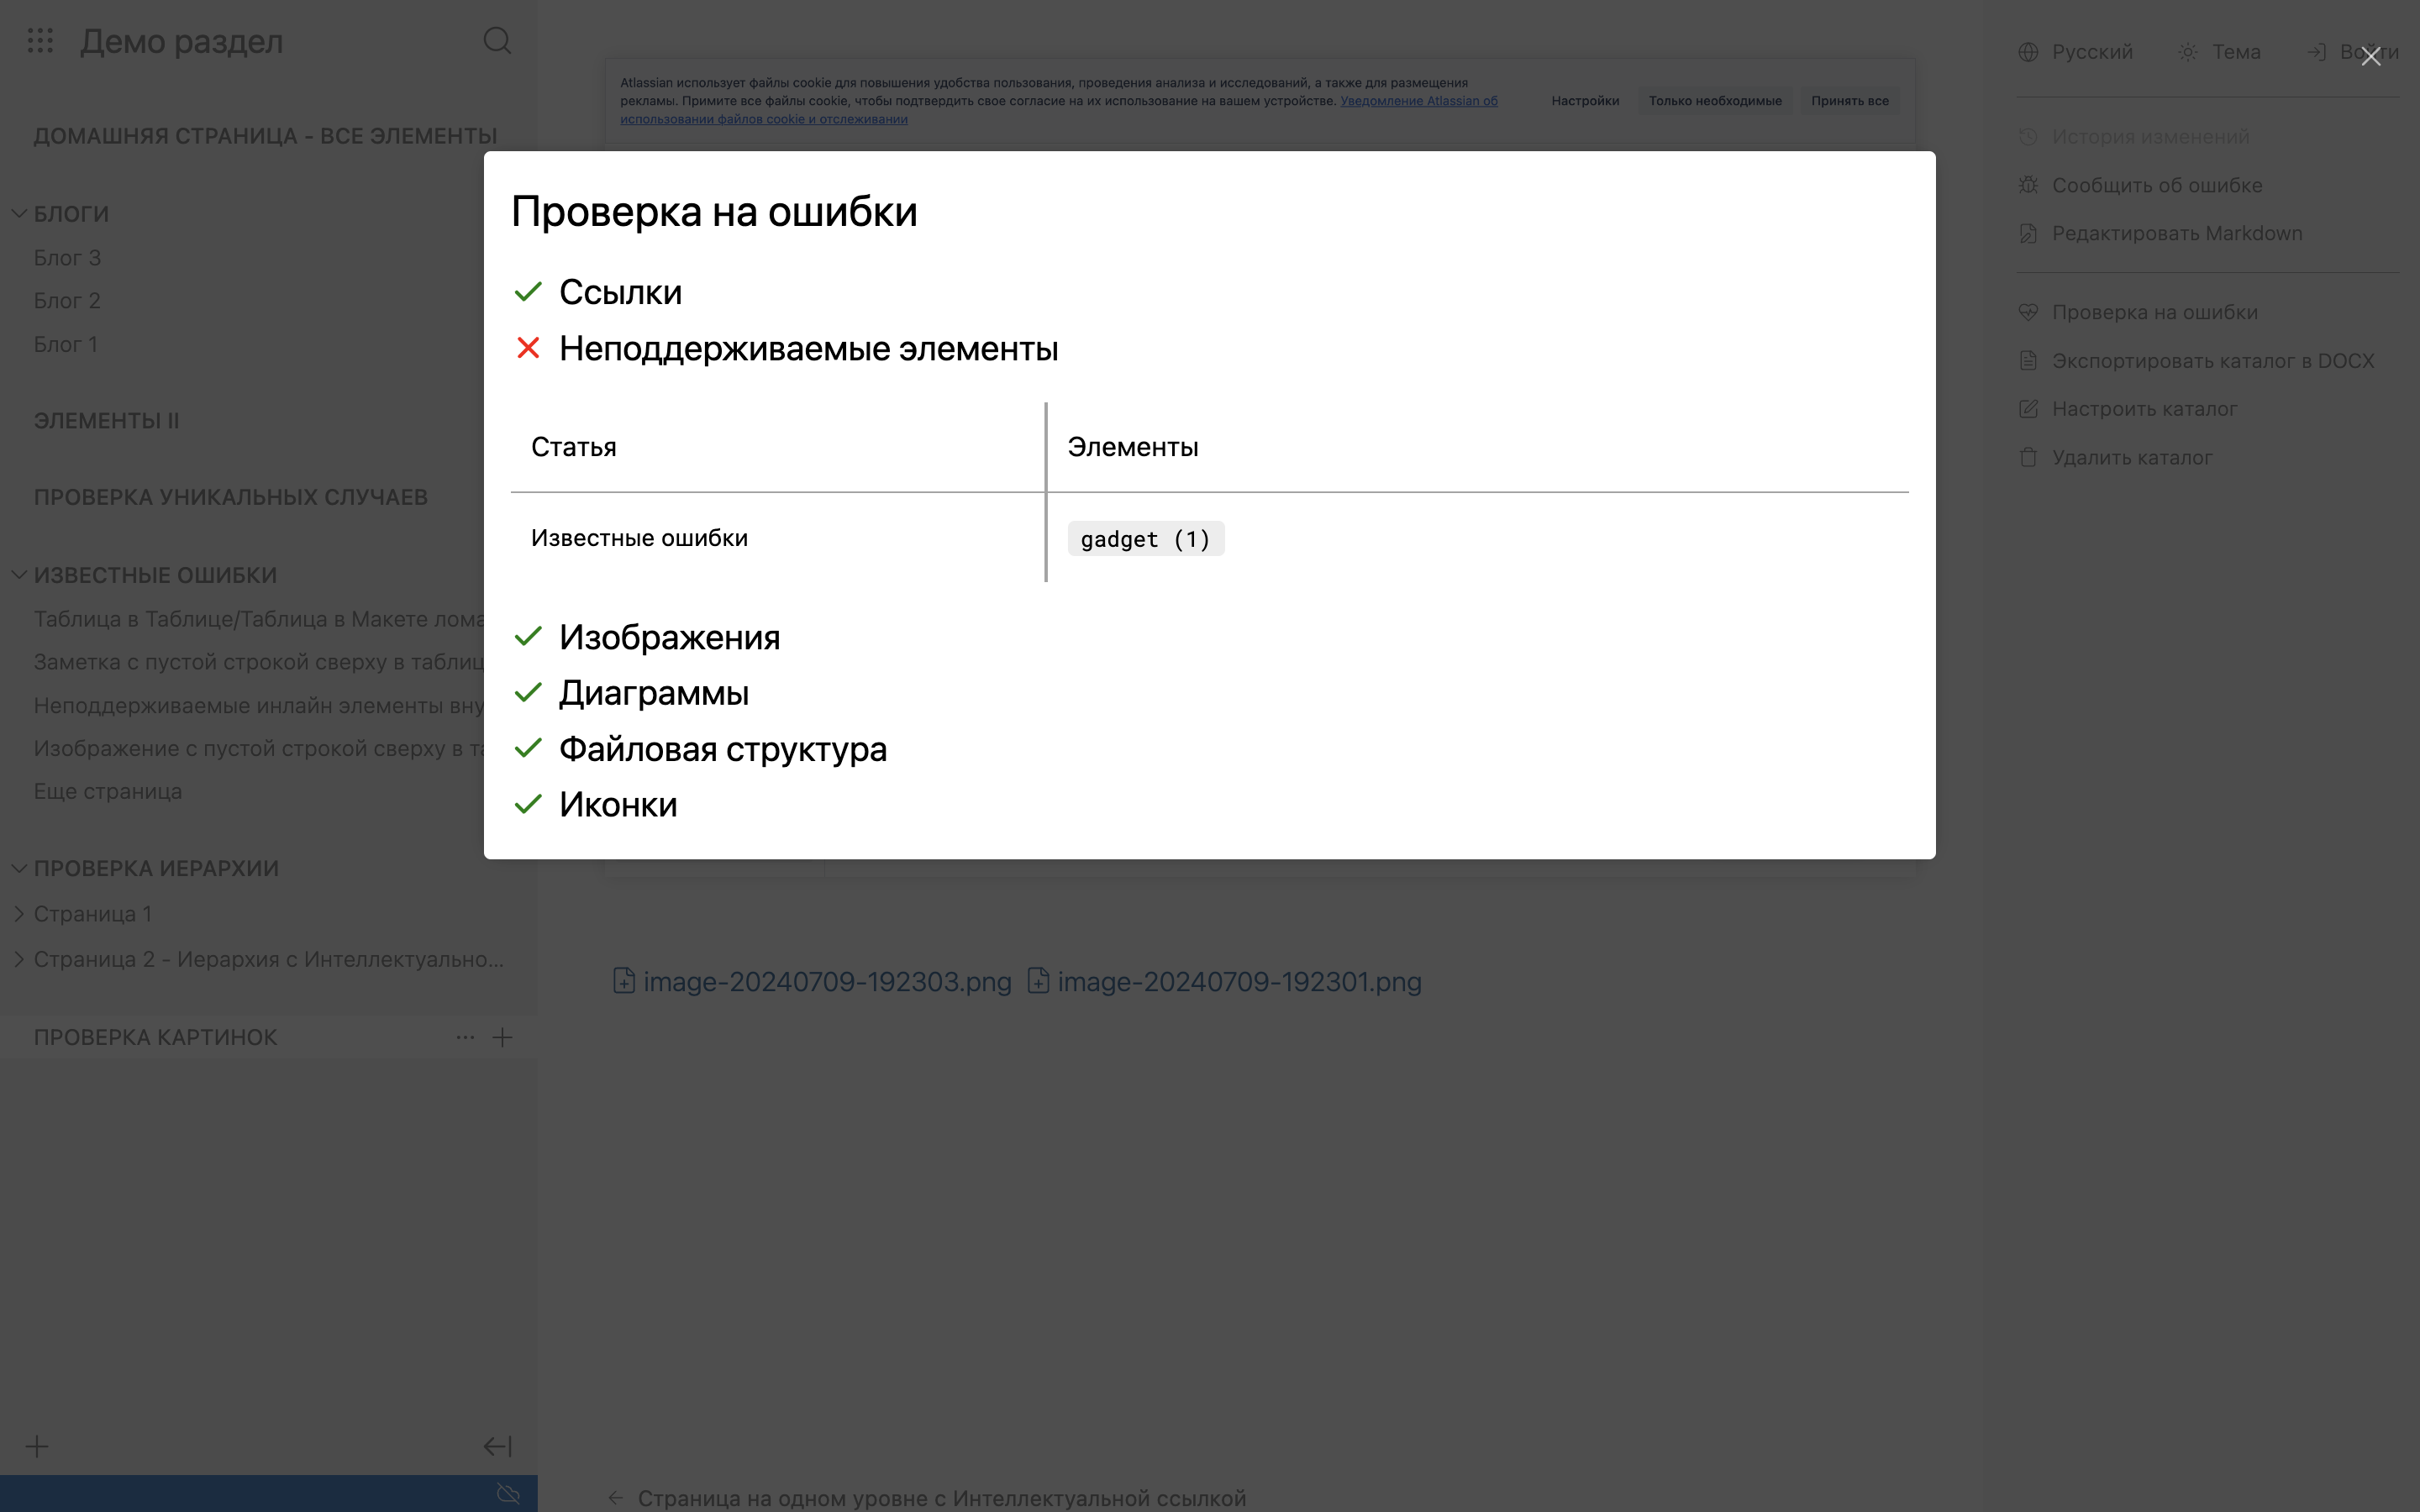 Демо раздел
ДОМАШНЯЯ СТРАНИЦА - ВСЕ ЭЛЕМЕНТЫ
БЛОГИ
Блог 3
Блог 2
Блог 1
ЭЛЕМЕНТЫ II
ПРОВЕРКА УНИКАЛЬНЫХ СЛУЧАЕВ
ИЗВЕСТНЫЕ ОШИБКИ
Таблица в Таблице/Таблица в Макете лома
Заметка с пустой строкой сверху в таблиц
Неподдерживаемые инлайн элементы вну
Изображение с пустой строкой сверху в та
Еще страница
ПРОВЕРКА ИЕРАРХИИ
Страница 1
Страница 2 - Иерархия с Интеллектуально...
ПРОВЕРКА КАРТИНОК
Atlassian использует файлы cookie для повышения удобства пользования, проведения анализа и исследований, а также для размещения
рекламы. Примите все файлы cookie, чтобы подтвердить свое согласие на их использование на вашем устройстве. Уведомление Atlassian об
использовании файлов cookie и отслеживании
Настройки
Только необходимые
Принять все
Проверка на ошибки
Ссылки
Неподдерживаемые элементы
Статья
Элементы
Известные ошибки
gadget (1)
Изображения
Диаграммы
Файловая структура
Иконки
image-20240709-192303.png image-20240709-192301.png
Страница на одном уровне с Интеллектуальной ссылкой
Русский
Тема
Войти
История изменений
Сообщить об ошибке
Редактировать Markdown
Проверка на ошибки
Экспортировать каталог в DOCX
Настроить каталог
Удалить каталог